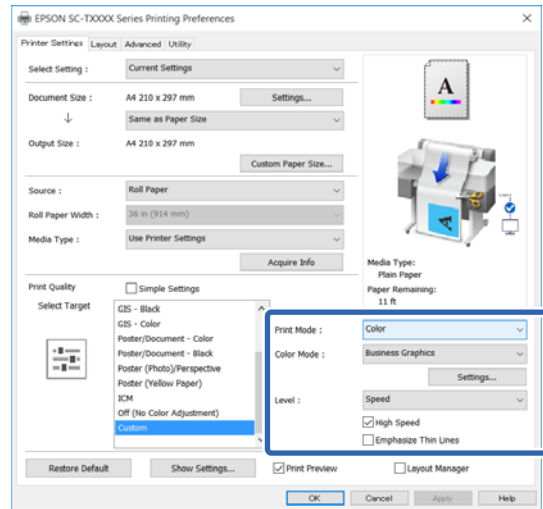 EPSON SC-TXXXX Series Printing Preferences
Printer Settings Layout Advanced Utility
Select Setting : Current Settings
Document Size : A4 210 x 297 mm Settings...
Same as Paper Size
Output Size : A4 210 x 297 mm
Custom Paper Size...
Source : Roll Paper
Roll Paper Width : 36 in (914 mm)
Media Type : Use Printer Settings
Acquire Info
A
Media Type:
Plain Paper
Paper Remaining:
11 ft
Print Quality Simple Settings
Select Target
GIS - Black
GIS - Color
Poster/Document - Color
Poster/Document - Black
Poster (Photo)/Perspective
Poster (Yellow Paper)
ICM
Off (No Color Adjustment)
Custom
Print Mode : Color
Color Mode : Business Graphics
Settings...
Level : Speed
High Speed
Emphasize Thin Lines
Restore Default Show Settings... Print Preview Layout Manager
OK Cancel Apply Help